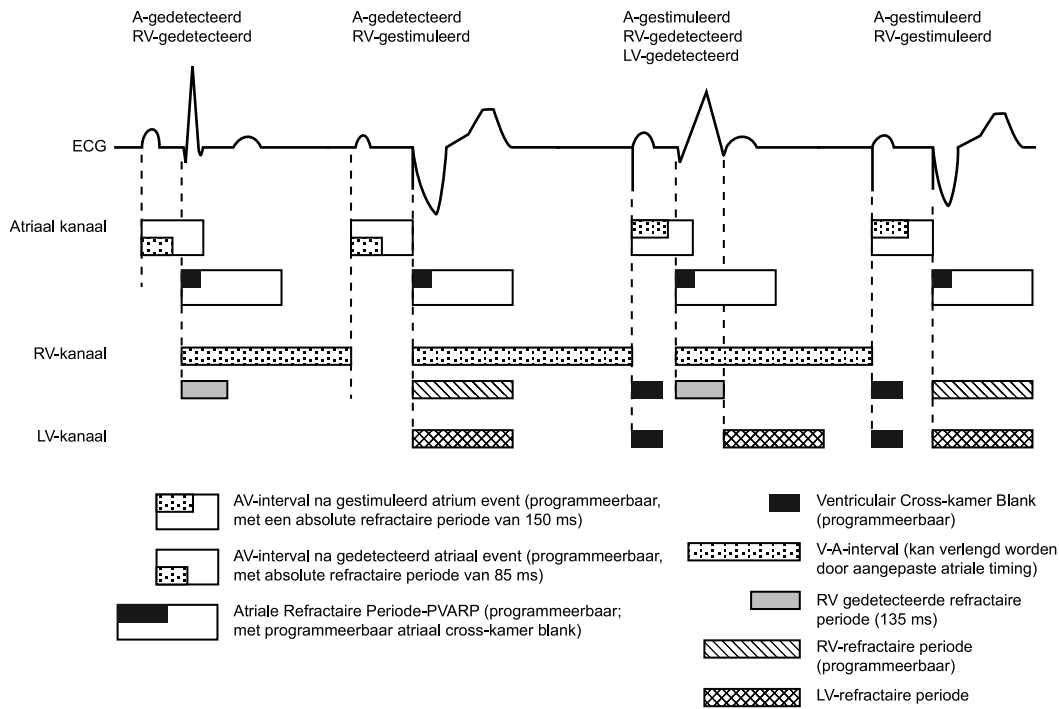 A-gedetecteerd
RV-gedetecteerd
A-gedetecteerd
RV-gestimuleerd
A-gestimuleerd
RV-gedetecteerd
LV-gedetecteerd
A-gestimuleerd
RV-gestimuleerd
ECG
Atriaal kanaal
RV-kanaal
LV-kanaal
AV-interval na gestimuleerd atrium event (programmeerbaar,
met een absolute refractaire periode van 150 ms)
AV-interval na gedetecteerd atriaal event (programmeerbaar,
met absolute refractaire periode van 85 ms)
Atriale Refractaire Periode-PVARP (programmeerbaar;
met programmeerbaar atriaal cross-kamer blank)
Ventriculair Cross-kamer Blank
(programmeerbaar)
V-A-interval (kan verlengd worden
door aangepaste atriale timing)
RV gedetecteerde refractaire
periode (135 ms)
RV-refractaire periode
(programmeerbaar)
LV-refractaire periode